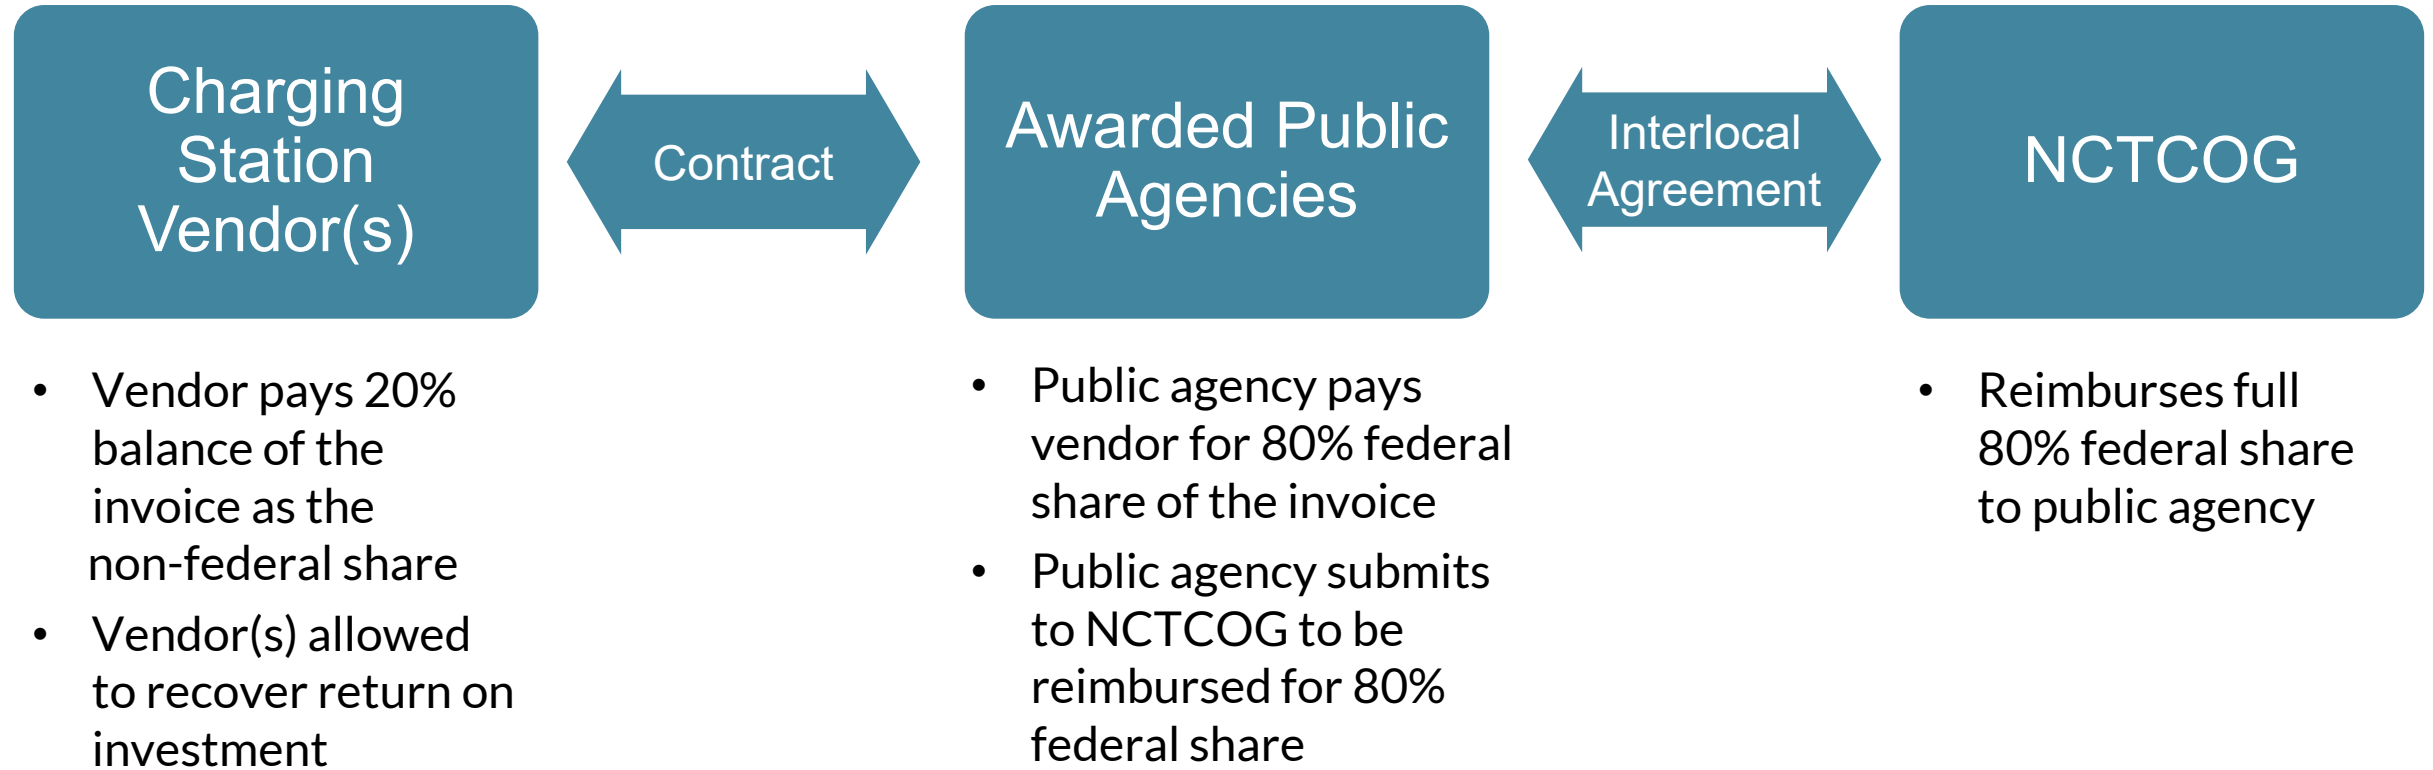 Charging
Station
Vendor(s)
Contract
Awarded Public
Agencies
Interlocal
Agreement
NCTCOG
• Vendor pays 20%
balance of the
invoice as the
non-federal share
• Vendor(s) allowed
to recover return on
investment
• Public agency pays
vendor for 80% federal
share of the invoice
• Public agency submits
to NCTCOG to be
reimbursed for 80%
federal share
• Reimburses full
80% federal share
to public agency